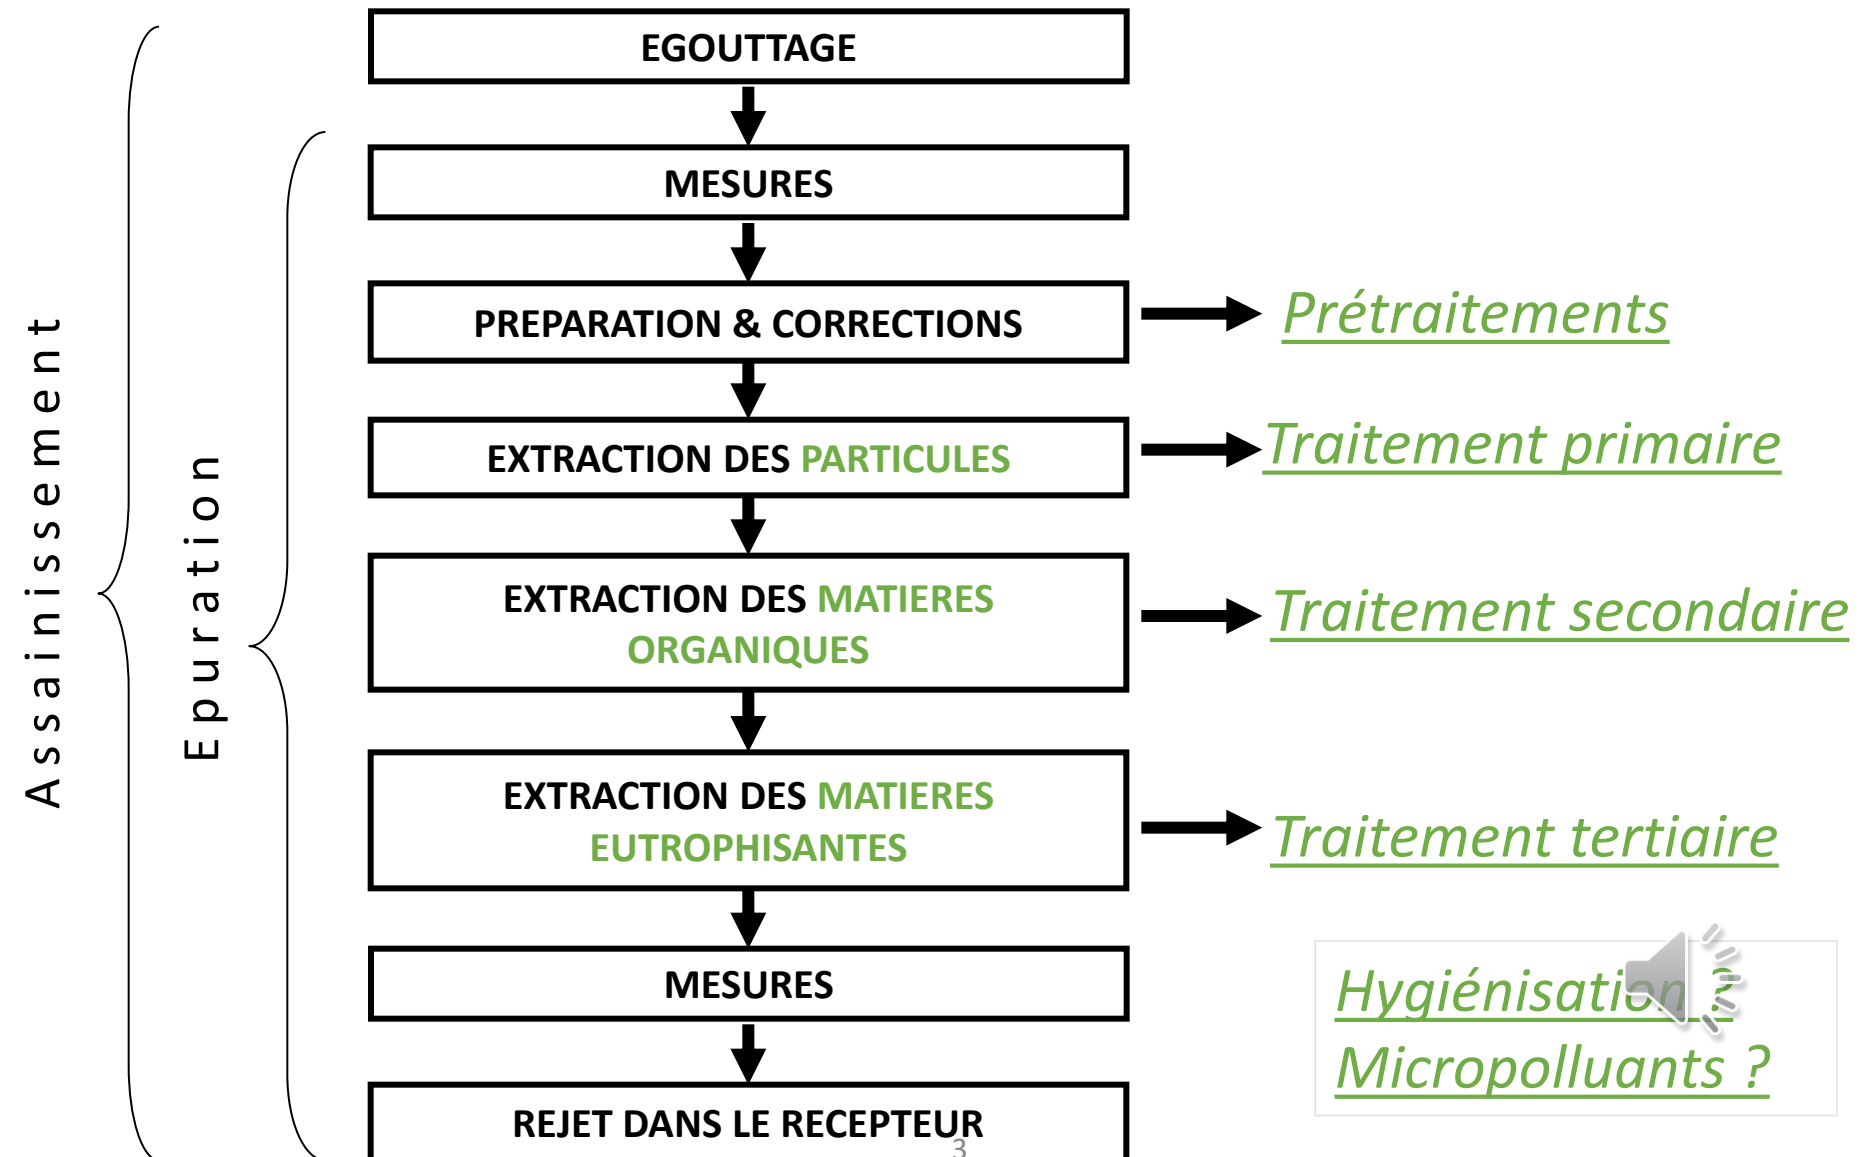 EGOUTTAGE
MESURES
PREPARATION & CORRECTIONS
Prétraitements
EXTRACTION DES PARTICULES
Traitement primaire
EXTRACTION DES MATIERES
ORGANIQUES
Traitement secondaire
EXTRACTION DES MATIERES
EUTROPHISANTES
Traitement tertiaire
MESURES
Hygiénisation ?
Micropolluants ?
REJET DANS LE RECEPTEUR
3
Assainissement
Epuration